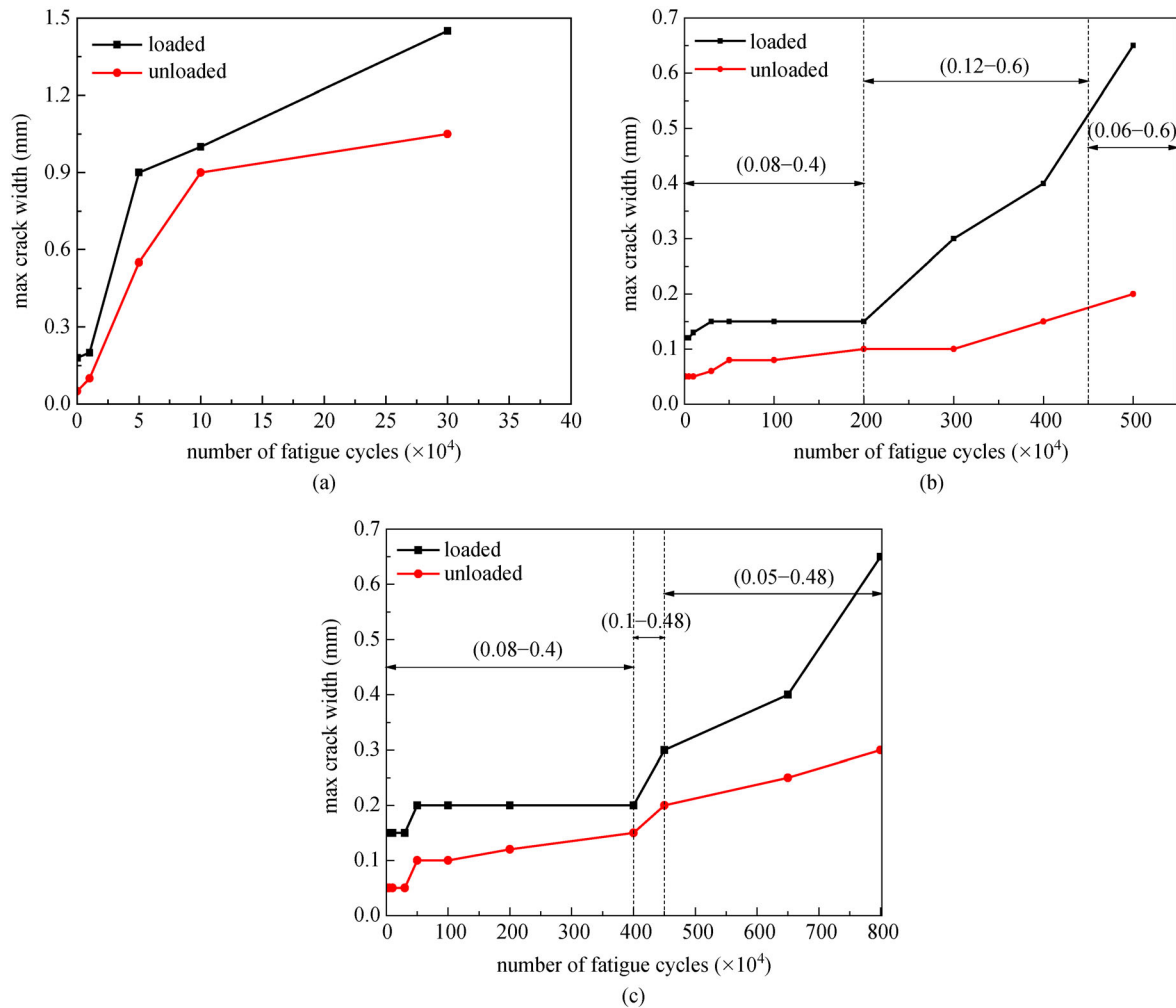 1.5
1.2
0.9
0.6
0.3
0.0
max crack width (mm)
loaded
unloaded
0 5 10 15 20 25 30 35 40
number of fatigue cycles (×10⁴)
(a)
0.7
0.6
0.5
0.4
0.3
0.2
0.1
0.0
max crack width (mm)
loaded
unloaded
(0.12−0.6)
(0.06−0.6)
(0.08−0.4)
0 100 200 300 400 500
number of fatigue cycles (×10⁴)
(b)
0.7
0.6
0.5
0.4
0.3
0.2
0.1
0.0
max crack width (mm)
loaded
unloaded
(0.05−0.48)
(0.1−0.48)
(0.08−0.4)
0 100 200 300 400 500 600 700 800
number of fatigue cycles (×10⁴)
(c)